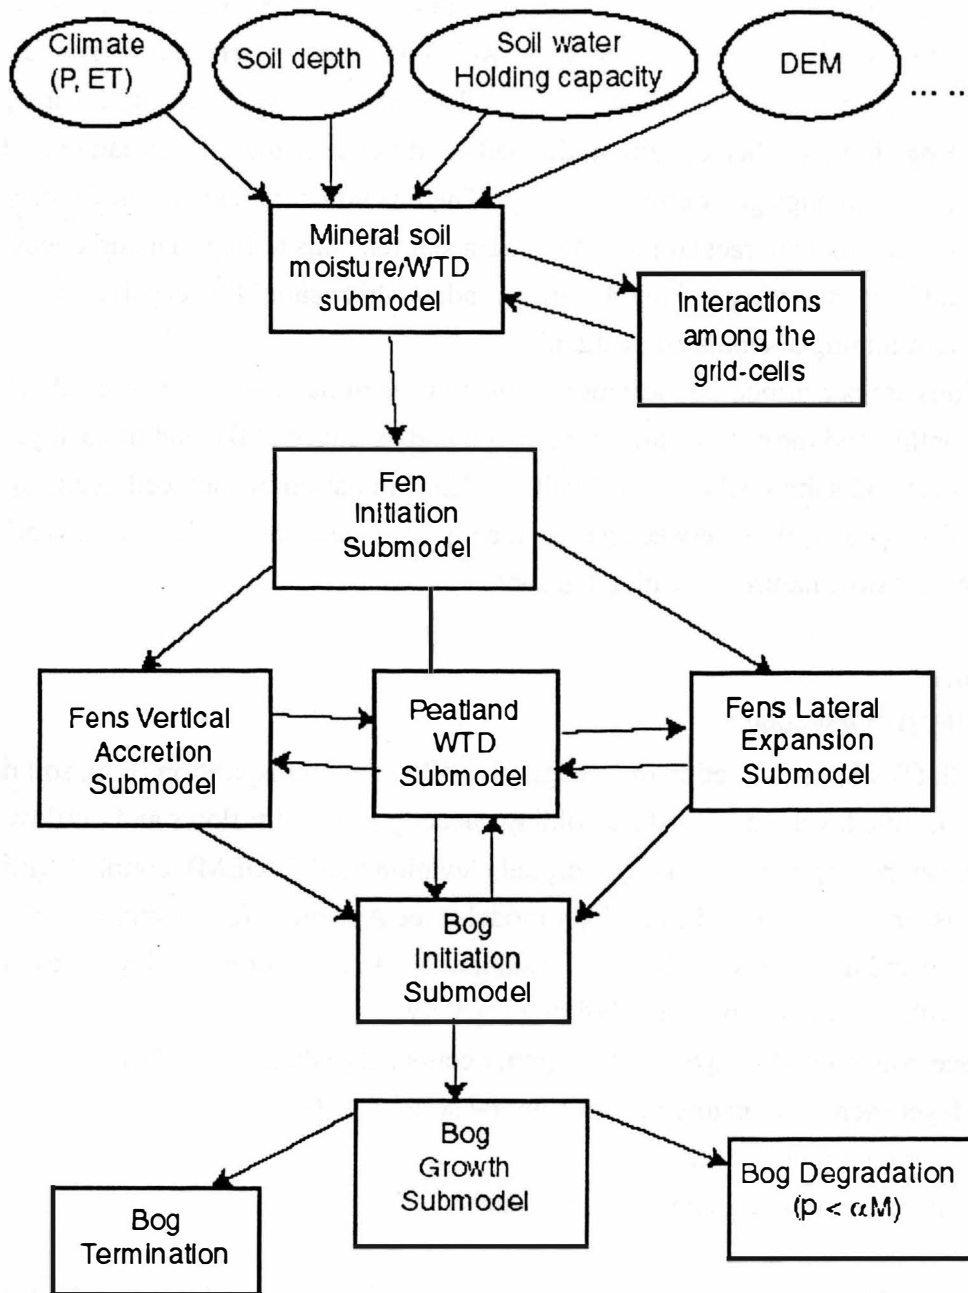 Climate
(P, ET)
Soil depth
Soil water
Holding capacity
DEM
... ...
Mineral soil
moisture/WTD
submodel
Interactions
among the
grid-cells
Fen
Initiation
Submodel
Fens Vertical
Accretion
Submodel
Peatland
WTD
Submodel
Fens Lateral
Expansion
Submodel
Bog
Initiation
Submodel
Bog
Growth
Submodel
Bog
Termination
Bog Degradation
(p < αM)